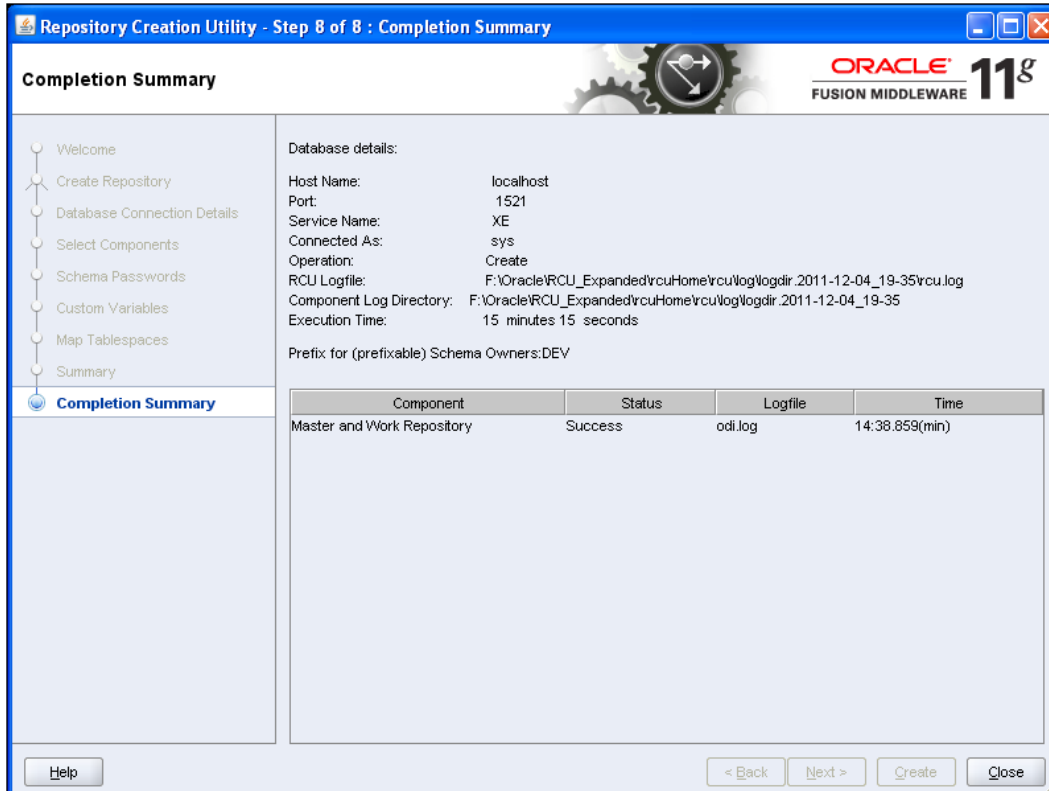 Repository Creation Utility - Step 8 of 8 : Completion Summary
Completion Summary
ORACLE®
FUSION MIDDLEWARE 11g
Welcome
Create Repository
Database Connection Details
Select Components
Schema Passwords
Custom Variables
Map Tablespaces
Summary
Completion Summary
Database details:
Host Name: localhost
Port: 1521
Service Name: XE
Connected As: sys
Operation: Create
RCU Logfile: F:\Oracle\RCU_Expanded\rcuHome\rcu\log\logdir.2011-12-04_19-35\rcu.log
Component Log Directory: F:\Oracle\RCU_Expanded\rcuHome\rcu\log\logdir.2011-12-04_19-35
Execution Time: 15 minutes 15 seconds
Prefix for (prefixable) Schema Owners:DEV
Component Status Logfile Time
Master and Work Repository Success odi.log 14:38.859(min)
Help < Back Next > Create Close